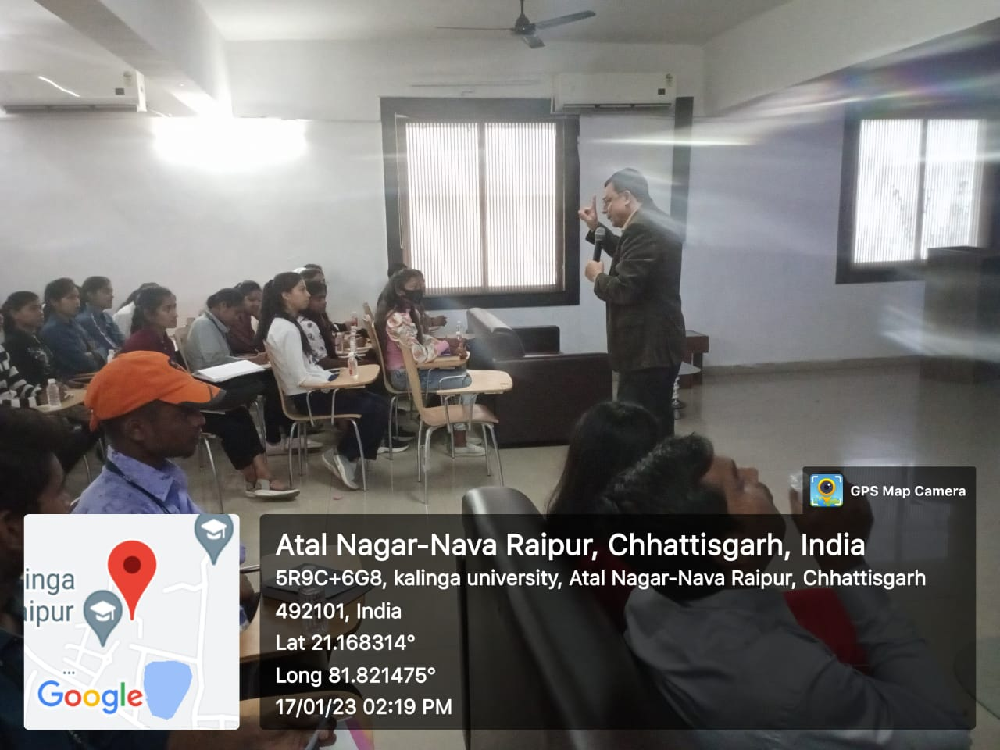 GPS Map Camera
Atal Nagar-Nava Raipur, Chhattisgarh, India
5R9C+6G8, kalinga university, Atal Nagar-Nava Raipur, Chhattisgarh
492101, India
Lat 21.168314°
Long 81.821475°
17/01/23 02:19 PM
inga
aipur
...
Google